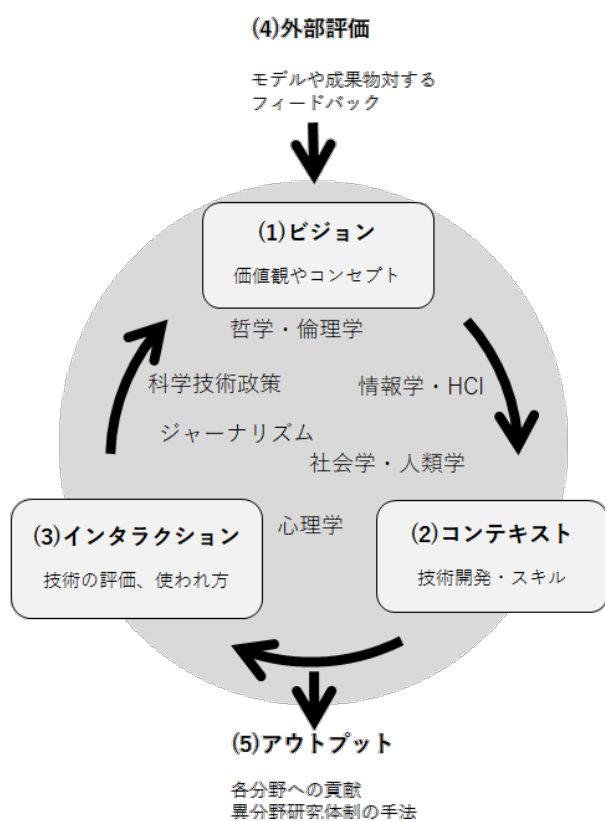 (4)外部評価
モデルや成果物対する
フィードバック
(1)ビジョン
価値観やコンセプト
哲学・倫理学
科学技術政策
情報学・HCI
ジャーナリズム
社会学・人類学
心理学
(3)インタラクション
技術の評価、使われ方
(2)コンテキスト
技術開発・スキル
(5)アウトプット
各分野への貢献
異分野研究体制の手法